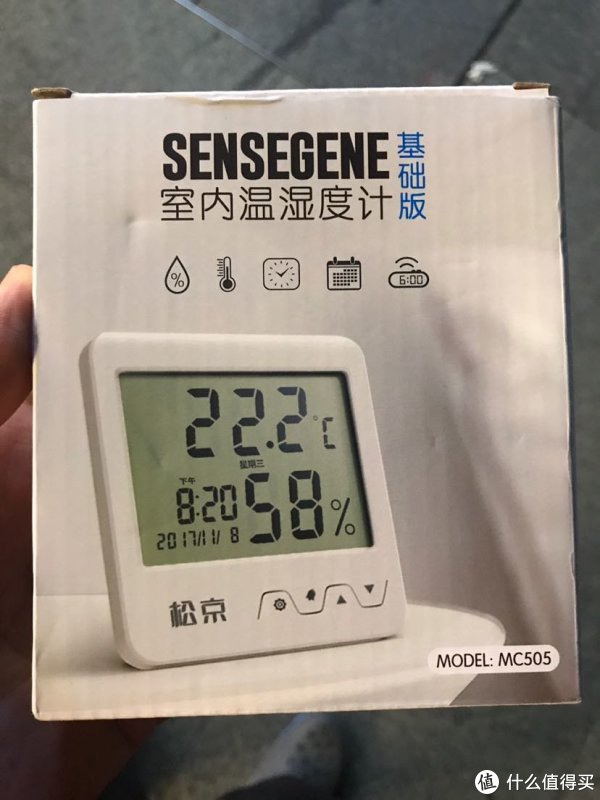 SENSEGENE
基础版
室内温湿度计
%
6:00
22.2℃
星期三
下午
8:20
58%
2017/11/ 8
松京
MODEL: MC505
值 什么值得买